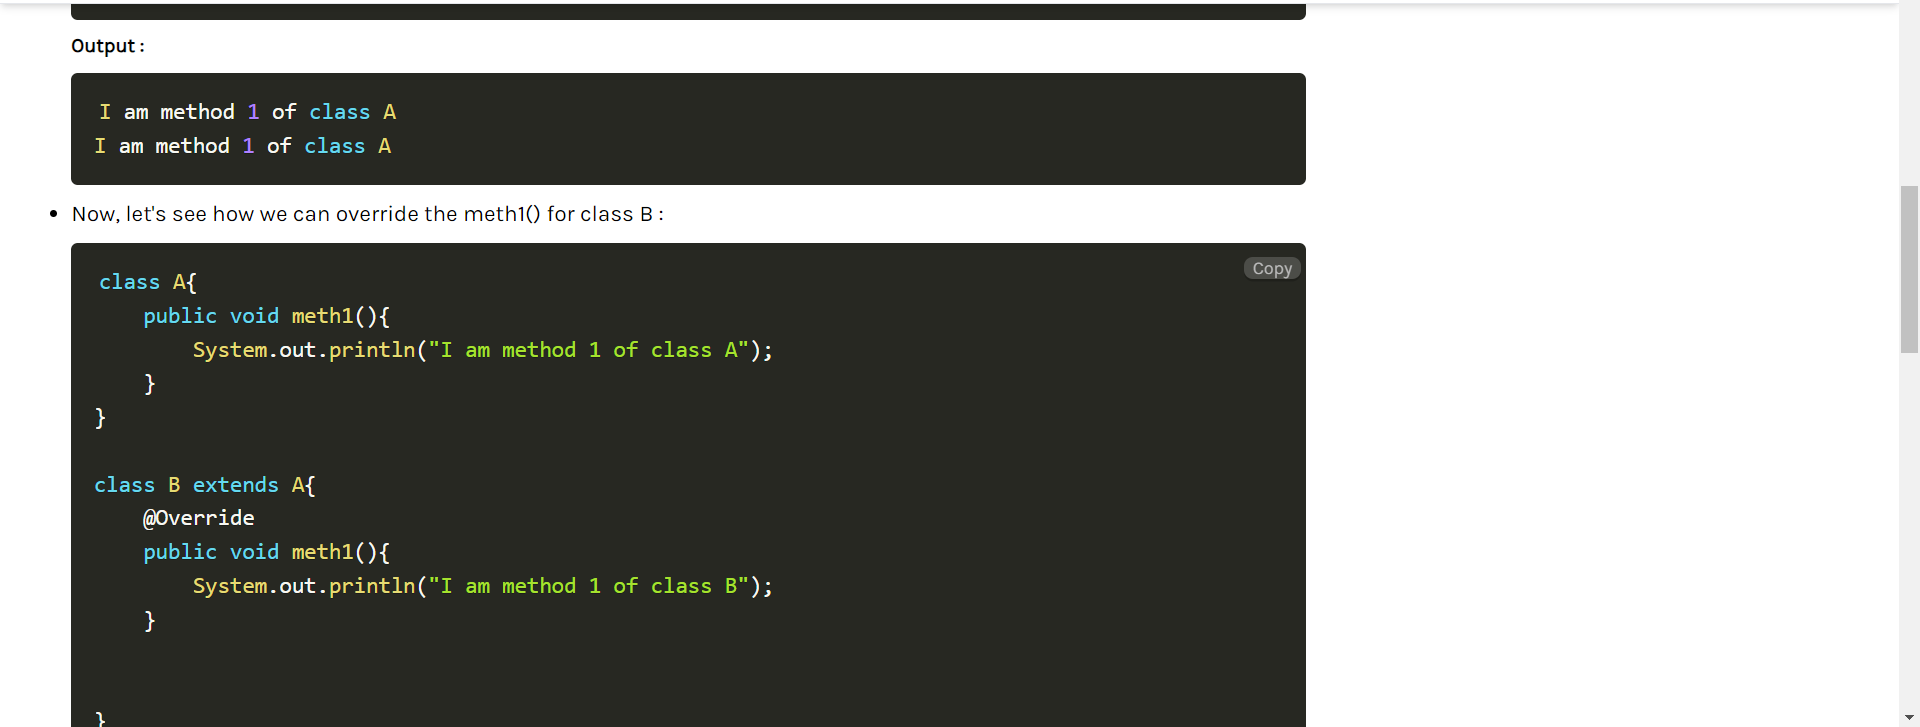 Output:
I am method 1 of class A
I am method 1 of class A
• Now, let's see how we can override the meth1() for class B :
Copy
class A{
    public void meth1(){
        System.out.println("I am method 1 of class A");
    }
}
class B extends A{
    @Override
    public void meth1(){
        System.out.println("I am method 1 of class B");
    }
}